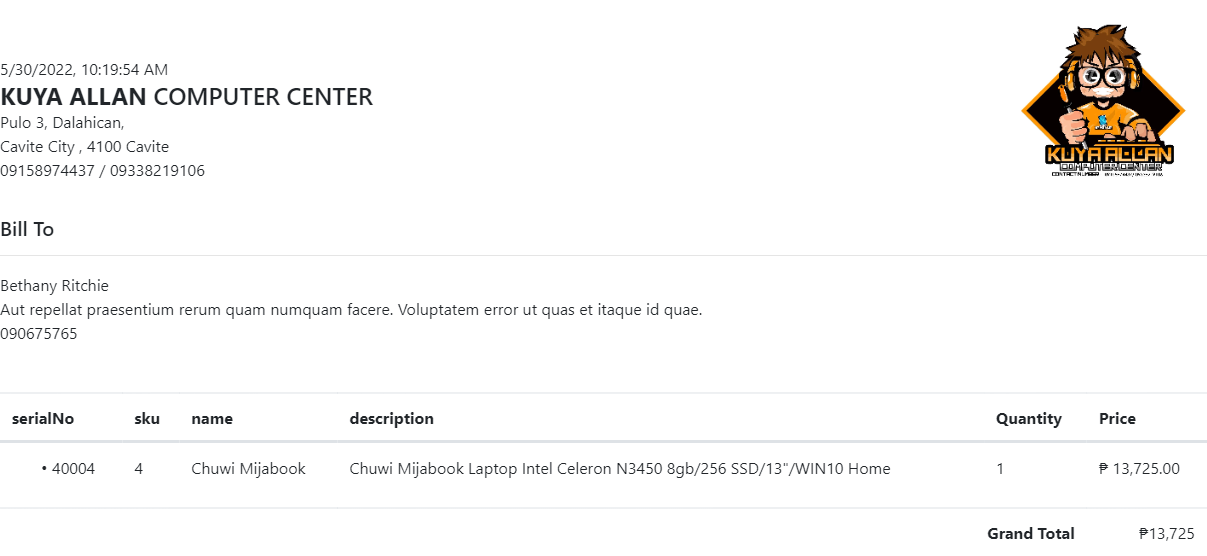 5/30/2022, 10:19:54 AM
KUYA ALLAN COMPUTER CENTER
Pulo 3, Dalahican,
Cavite City , 4100 Cavite
09158974437 / 09338219106
KUYA ALLAN
COMPUTER CENTER
CONTACT NUMBER
Bill To
Bethany Ritchie
Aut repellat praesentium rerum quam numquam facere. Voluptatem error ut quas et itaque id quae.
090675765
serialNo sku name description Quantity Price
• 40004 4 Chuwi Mijabook Chuwi Mijabook Laptop Intel Celeron N3450 8gb/256 SSD/13"/WIN10 Home 1 ₱ 13,725.00
Grand Total ₱13,725